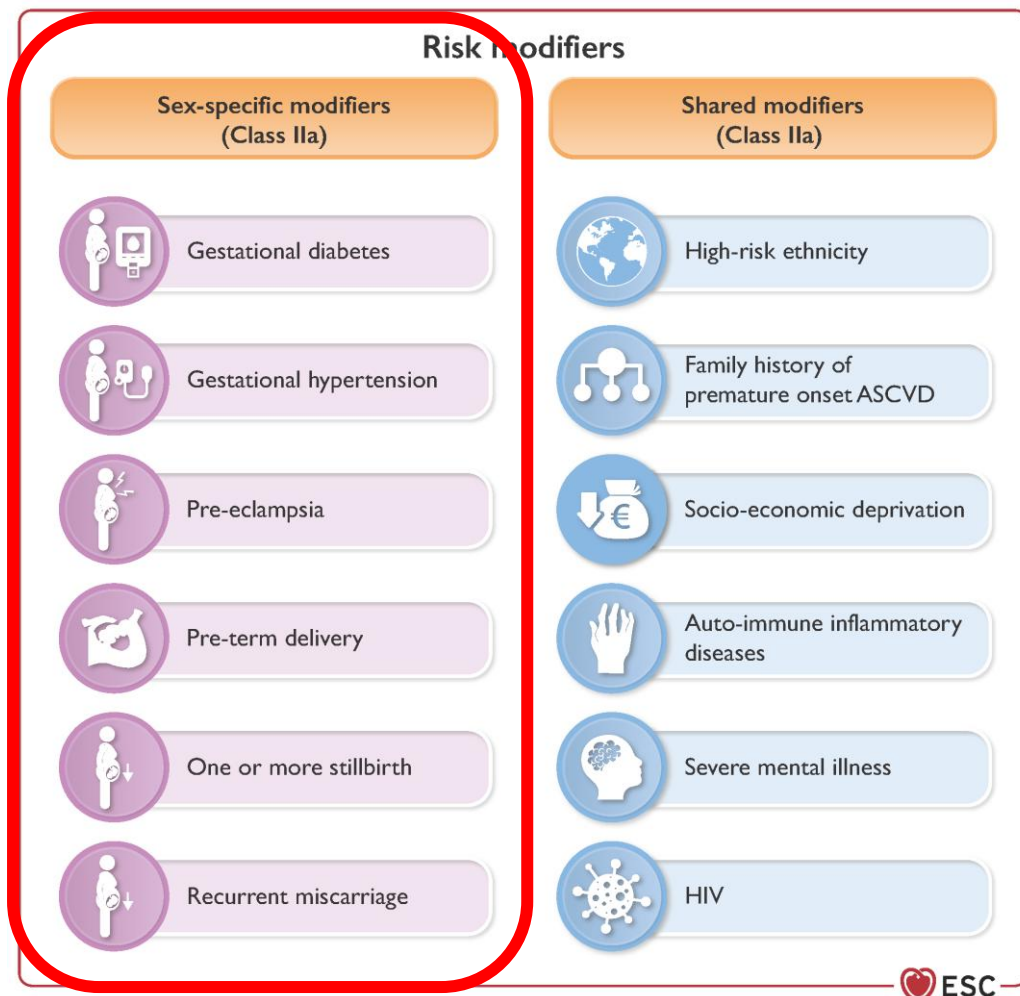 Risk modifiers
Sex-specific modifiers
(Class IIa)
Gestational diabetes
Gestational hypertension
Pre-eclampsia
Pre-term delivery
One or more stillbirth
Recurrent miscarriage
Shared modifiers
(Class IIa)
High-risk ethnicity
Family history of
premature onset ASCVD
€
Socio-economic deprivation
Auto-immune inflammatory
diseases
Severe mental illness
HIV
ESC